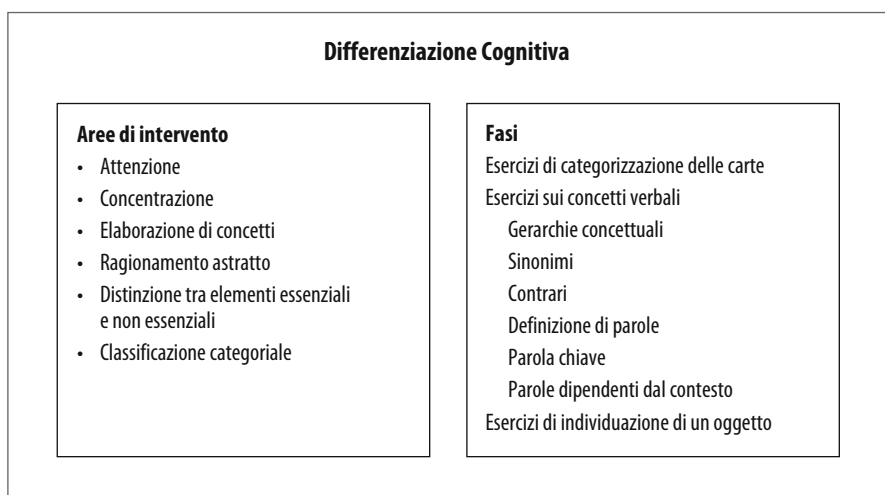 Differenziazione Cognitiva
Aree di intervento
• Attenzione
• Concentrazione
• Elaborazione di concetti
• Ragionamento astratto
• Distinzione tra elementi essenziali
e non essenziali
• Classificazione categoriale
Fasi
Esercizi di categorizzazione delle carte
Esercizi sui concetti verbali
Gerarchie concettuali
Sinonimi
Contrari
Definizione di parole
Parola chiave
Parole dipendenti dal contesto
Esercizi di individuazione di un oggetto